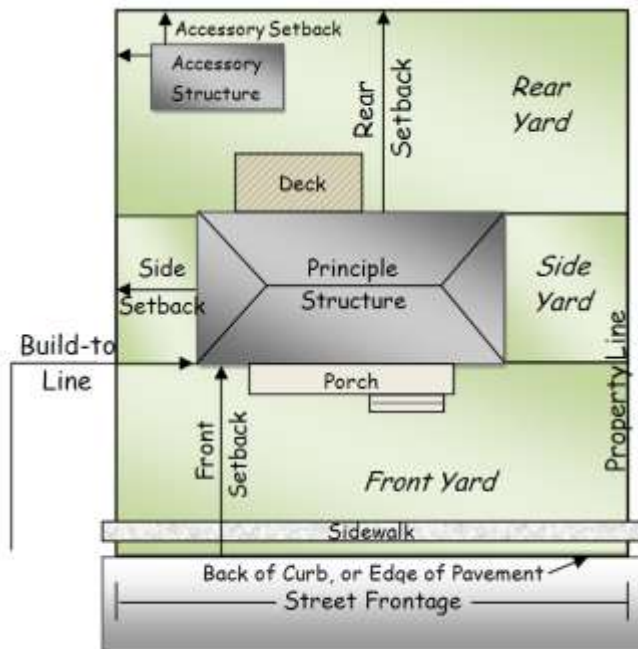 Accessory Setback
Accessory
Structure
Rear
Setback
Rear
Yard
Deck
Side
Setback
Principle
Structure
Side
Yard
Build-to
Line
Property Line
Porch
Front
Setback
Front Yard
Sidewalk
Back of Curb, or Edge of Pavement
Street Frontage